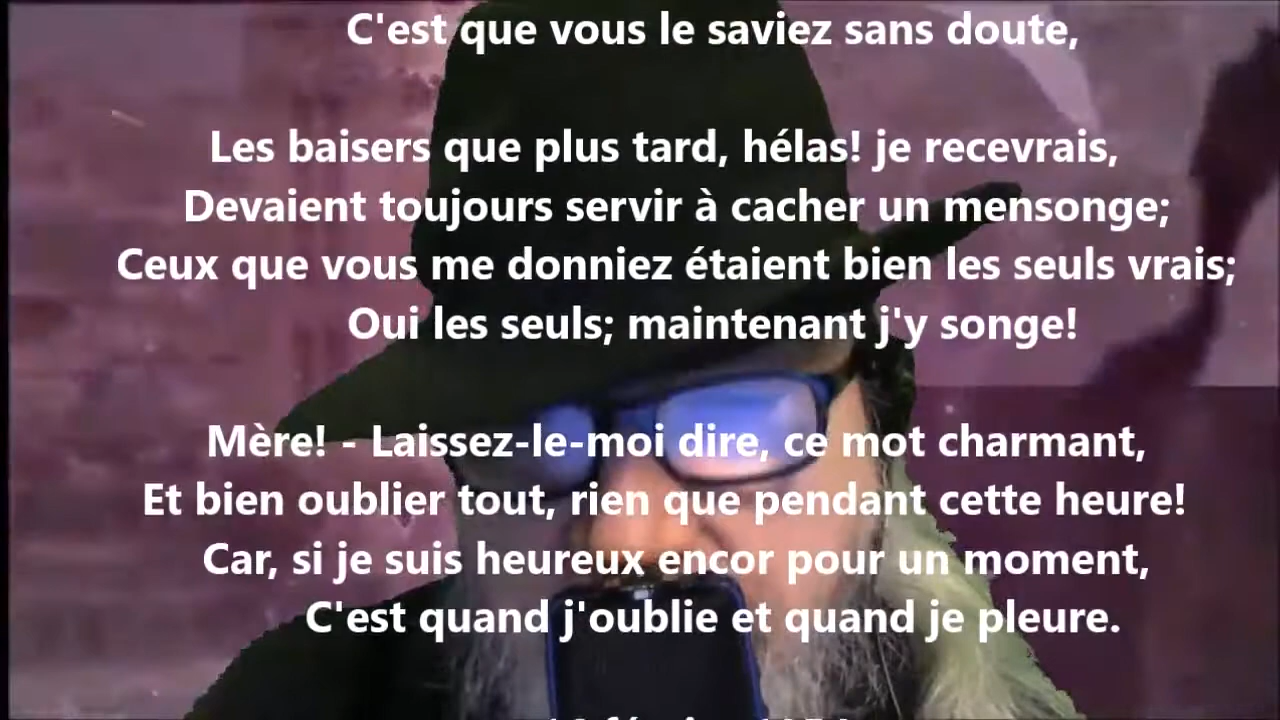 C'est que vous le saviez sans doute,
Les baisers que plus tard, hélas! je recevrais,
Devaient toujours servir à cacher un mensonge;
Ceux que vous me donniez étaient bien les seuls vrais;
Oui les seuls; maintenant j'y songe!
Mère! - Laissez-le-moi dire, ce mot charmant,
Et bien oublier tout, rien que pendant cette heure!
Car, si je suis heureux encor pour un moment,
C'est quand j'oublie et quand je pleure.